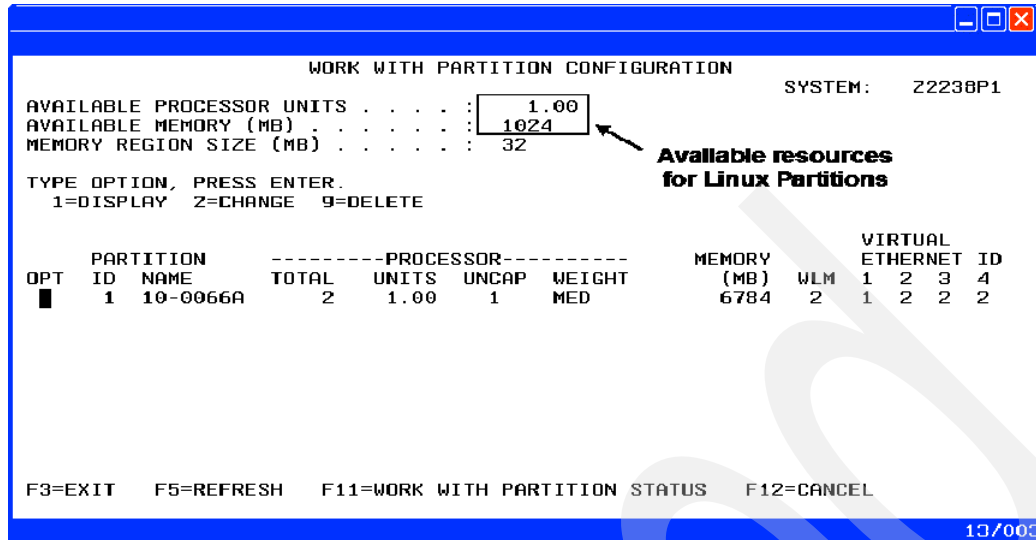 WORK WITH PARTITION CONFIGURATION
SYSTEM: Z2238P1
AVAILABLE PROCESSOR UNITS . . . . : 1.00
AVAILABLE MEMORY (MB) . . . . . . : 1024
MEMORY REGION SIZE (MB) . . . . . : 32
Available resources
for Linux Partitions
TYPE OPTION, PRESS ENTER.
1=DISPLAY 2=CHANGE 9=DELETE
VIRTUAL
PARTITION ---------PROCESSOR---------- MEMORY ETHERNET ID
OPT ID NAME TOTAL UNITS UNCAP WEIGHT (MB) WLM 1 2 3 4
1 10-0066A 2 1.00 1 MED 6784 2 1 2 2 2
F3=EXIT F5=REFRESH F11=WORK WITH PARTITION STATUS F12=CANCEL